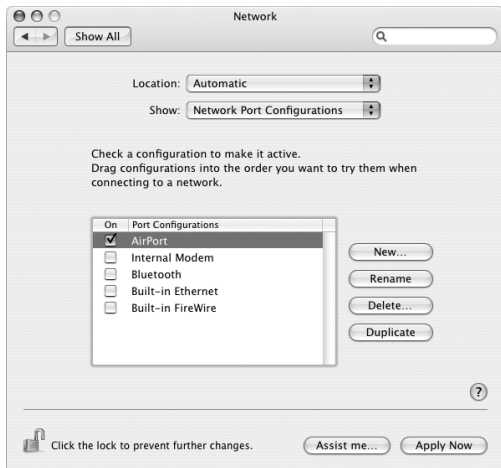 Network
Show All
Location: Automatic
Show: Network Port Configurations
Check a configuration to make it active.
Drag configurations into the order you want to try them when
connecting to a network.
On Port Configurations
AirPort
Internal Modem
Bluetooth
Built-in Ethernet
Built-in FireWire
New...
Rename
Delete...
Duplicate
?
Click the lock to prevent further changes.
Assist me...
Apply Now